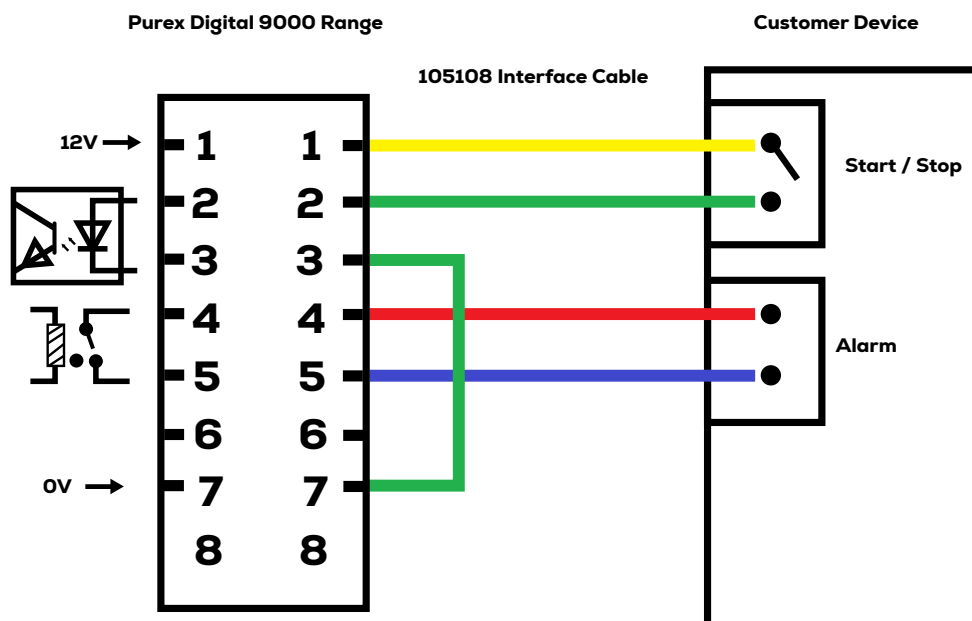 Purex Digital 9000 Range
Customer Device
105108 Interface Cable
12V
1 1
Start / Stop
2 2
3 3
4 4
Alarm
5 5
6 6
0V
7 7
8 8